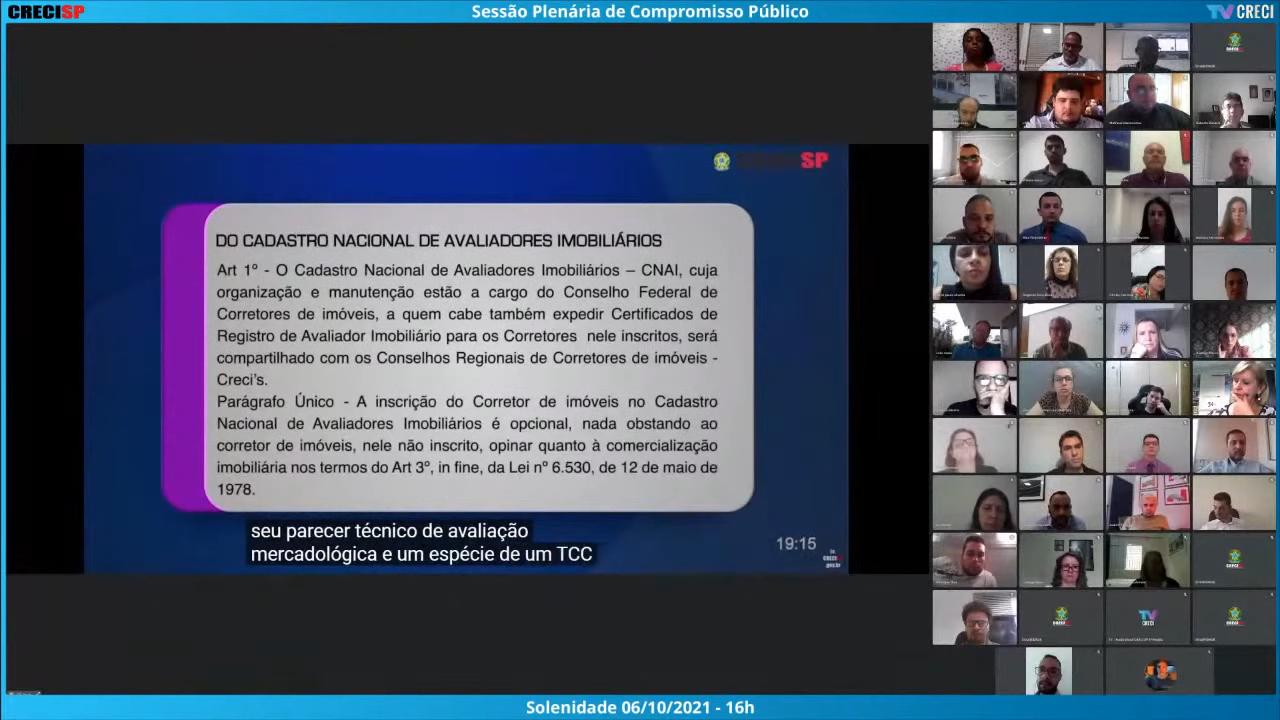 CRECISP
Sessão Plenária de Compromisso Público
TV CRECI
SP
DO CADASTRO NACIONAL DE AVALIADORES IMOBILIÁRIOS
Art 1º - O Cadastro Nacional de Avaliadores Imobiliários – CNAI, cuja
organização e manutenção estão a cargo do Conselho Federal de
Corretores de imóveis, a quem cabe também expedir Certificados de
Registro de Avaliador Imobiliário para os Corretores nele inscritos, será
compartilhado com os Conselhos Regionais de Corretores de imóveis -
Creci’s.
Parágrafo Único - A inscrição do Corretor de imóveis no Cadastro
Nacional de Avaliadores Imobiliários é opcional, nada obstando ao
corretor de imóveis, nele não inscrito, opinar quanto à comercialização
imobiliária nos termos do Art 3º, in fine, da Lei nº 6.530, de 12 de maio de
1978.
seu parecer técnico de avaliação
mercadológica e um espécie de um TCC
19:15
TV
CRECI
Solenidade 06/10/2021 - 16h